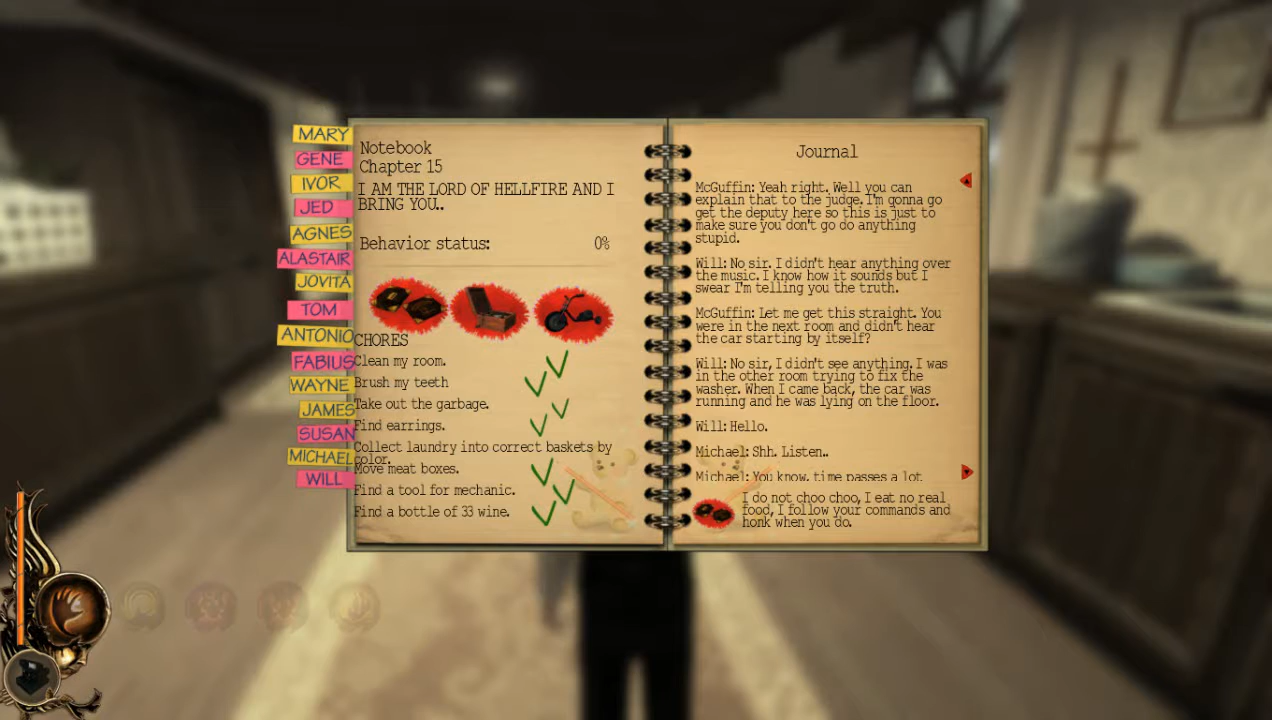 MARY
GENE
IVOR
JED
AGNES
ALASTAIR
JOVITA
TOM
ANTONIO
FABIUS
WAYNE
JAMES
SUSAN
MICHAEL
WILL
Notebook
Chapter 15
I AM THE LORD OF HELLFIRE AND I
BRING YOU..
Behavior status: 0%
CHORES
Clean my room.
Brush my teeth
Take out the garbage.
Find earrings.
Collect laundry into correct baskets by
color.
Move meat boxes.
Find a tool for mechanic.
Find a bottle of 33 wine.
Journal
McGuffin: Yeah right. Well you can
explain that to the judge. I'm gonna go
get the deputy here so this is just to
make sure you don't go do anything
stupid.
Will: No sir. I didn't hear anything over
the music. I know how it sounds but I
swear I'm telling you the truth.
McGuffin: Let me get this straight. You
were in the next room and didn't hear
the car starting by itself?
Will: No sir, I didn't see anything. I was
in the other room trying to fix the
washer. When I came back, the car was
running and he was lying on the floor.
Will: Hello.
Michael: Shh. Listen..
Michael: You know, time passes a lot
I do not choo choo, I eat no real
food, I follow your commands and
honk when you do.